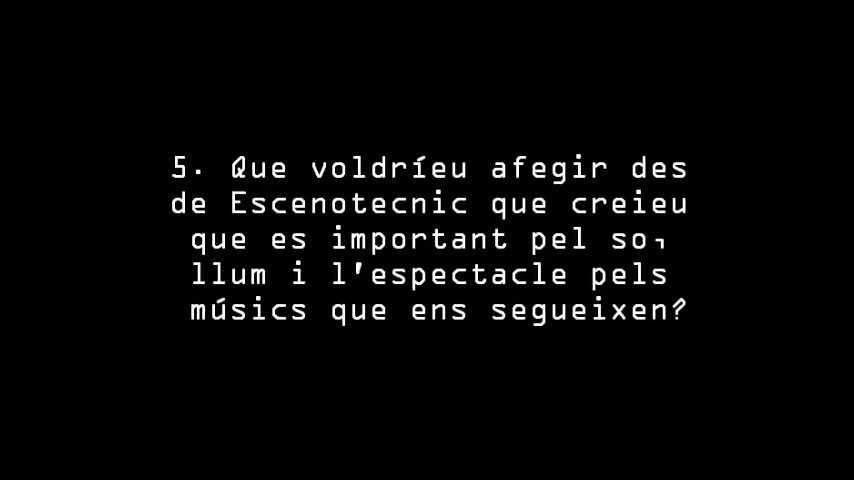 5. Que voldríeu afegir des
de Escenotecnic que creieu
que es important pel so,
llum i l'espectacle pels
músics que ens segueixen?